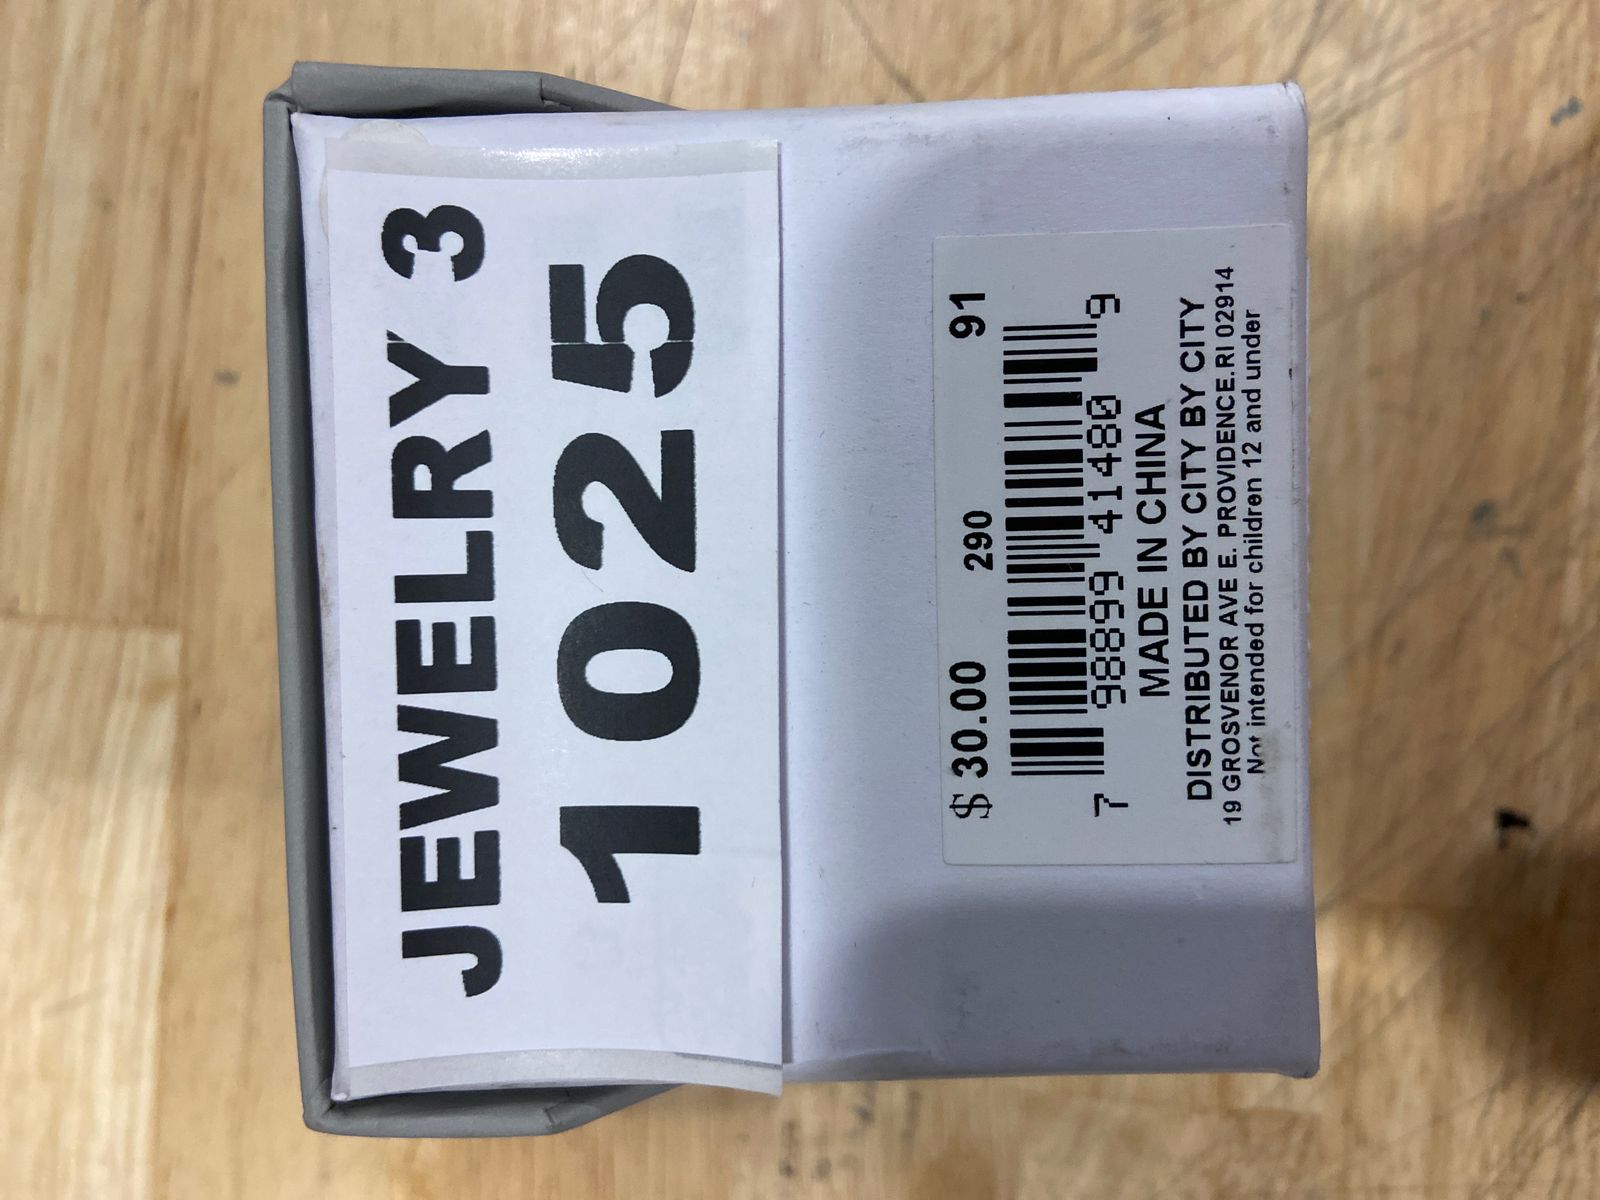 JEWELRY 3
1025
$ 30.00 290 91
7 98899 41480 9
MADE IN CHINA
DISTRIBUTED BY CITY BY CITY
19 GROSVENOR AVE E. PROVIDENCE.RI 02914
Not intended for children 12 and under